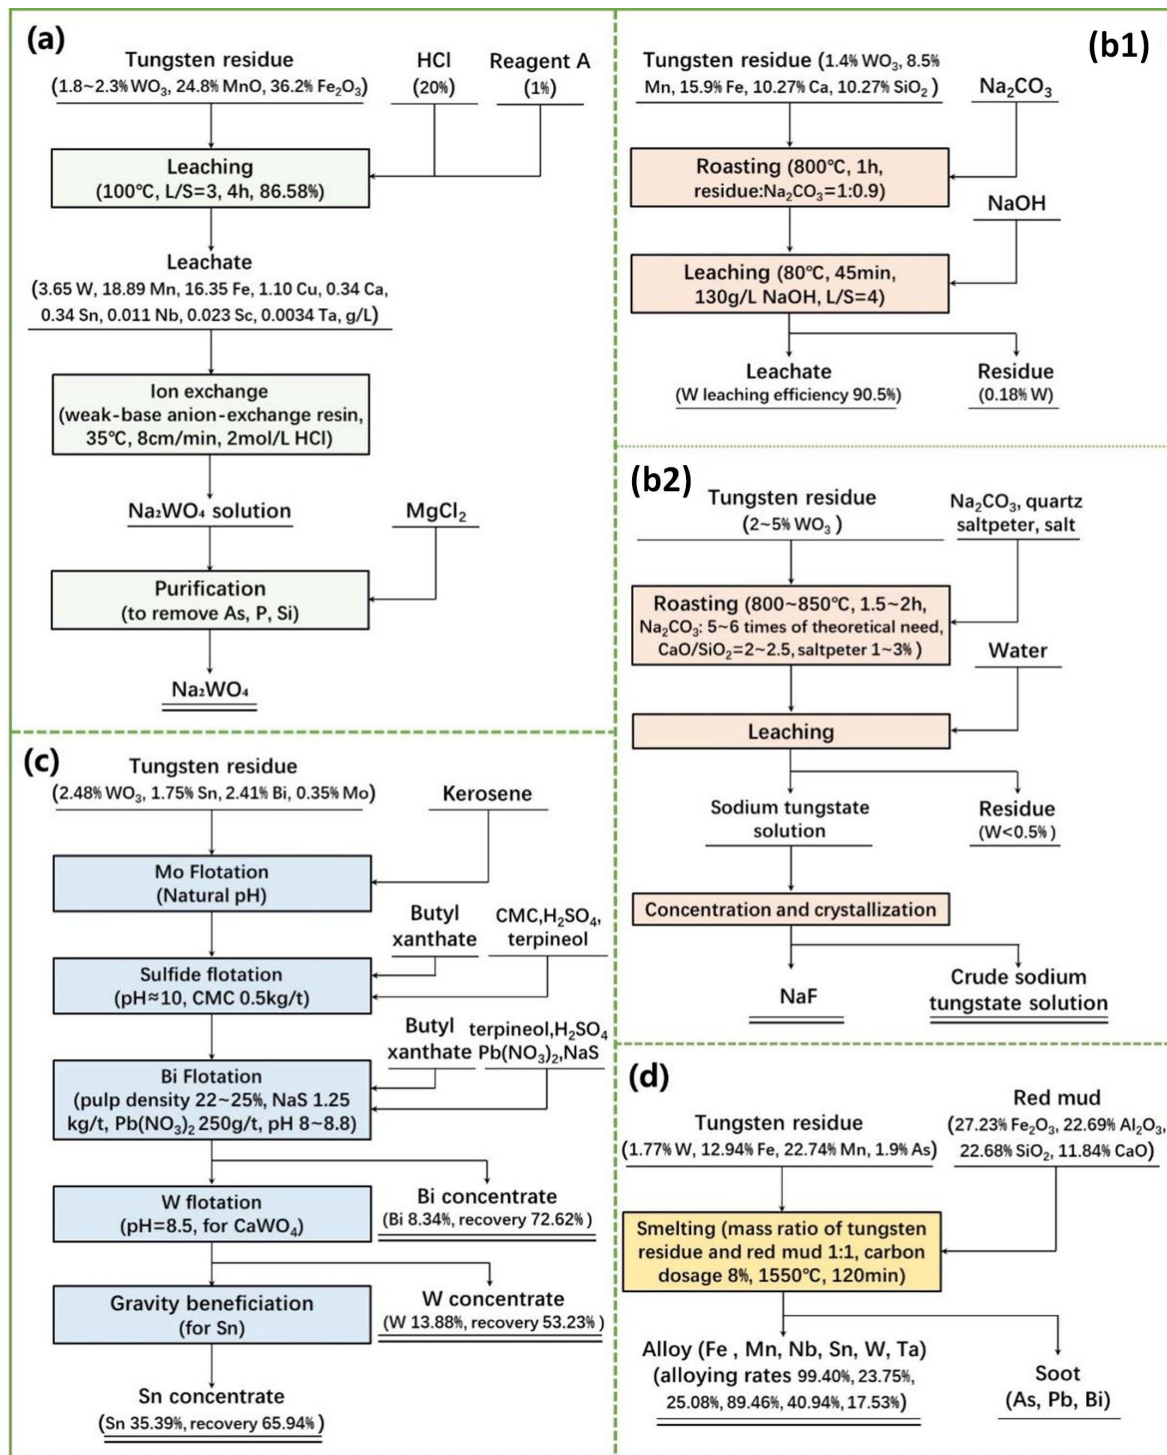 (a)
Tungsten residue
(1.8~2.3% WO₃, 24.8% MnO, 36.2% Fe₂O₃)
HCl
(20%)
Reagent A
(1%)
Leaching
(100℃, L/S=3, 4h, 86.58%)
Leachate
(3.65 W, 18.89 Mn, 16.35 Fe, 1.10 Cu, 0.34 Ca,
0.34 Sn, 0.011 Nb, 0.023 Sc, 0.0034 Ta, g/L)
Ion exchange
(weak-base anion-exchange resin,
35℃, 8cm/min, 2mol/L HCl)
Na₂WO₄ solution
MgCl₂
Purification
(to remove As, P, Si)
Na₂WO₄
(b1)
Tungsten residue (1.4% WO₃, 8.5%
Mn, 15.9% Fe, 10.27% Ca, 10.27% SiO₂)
Na₂CO₃
Roasting (800℃, 1h,
residue:Na₂CO₃=1:0.9)
NaOH
Leaching (80℃, 45min,
130g/L NaOH, L/S=4)
Leachate
(W leaching efficiency 90.5%)
Residue
(0.18% W)
(b2)
Tungsten residue
(2~5% WO₃)
Na₂CO₃, quartz
saltpeter, salt
Roasting (800~850℃, 1.5~2h,
Na₂CO₃: 5~6 times of theoretical need,
CaO/SiO₂=2~2.5, saltpeter 1~3%)
Water
Leaching
Sodium tungstate
solution
Residue
(W<0.5%)
Concentration and crystallization
NaF
Crude sodium
tungstate solution
(c)
Tungsten residue
(2.48% WO₃, 1.75% Sn, 2.41% Bi, 0.35% Mo)
Kerosene
Mo Flotation
(Natural pH)
Butyl
xanthate
CMC,H₂SO₄,
terpineol
Sulfide flotation
(pH≈10, CMC 0.5kg/t)
Butyl
xanthate
terpineol,H₂SO₄
Pb(NO₃)₂,NaS
Bi Flotation
(pulp density 22~25%, NaS 1.25
kg/t, Pb(NO₃)₂ 250g/t, pH 8~8.8)
W flotation
(pH=8.5, for CaWO₄)
Bi concentrate
(Bi 8.34%, recovery 72.62%)
Gravity beneficiation
(for Sn)
W concentrate
(W 13.88%, recovery 53.23%)
Sn concentrate
(Sn 35.39%, recovery 65.94%)
(d)
Tungsten residue
(1.77% W, 12.94% Fe, 22.74% Mn, 1.9% As)
Red mud
(27.23% Fe₂O₃, 22.69% Al₂O₃,
22.68% SiO₂, 11.84% CaO)
Smelting (mass ratio of tungsten
residue and red mud 1:1, carbon
dosage 8%, 1550℃, 120min)
Alloy (Fe , Mn, Nb, Sn, W, Ta)
(alloying rates 99.40%, 23.75%,
25.08%, 89.46%, 40.94%, 17.53%)
Soot
(As, Pb, Bi)